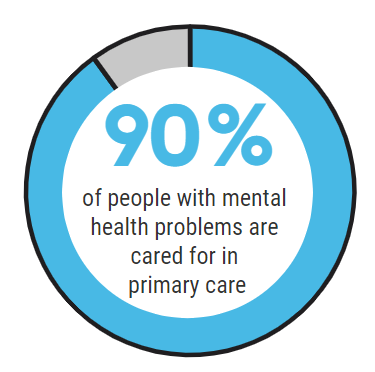 90%
of people with mental
health problems are
cared for in
primary care